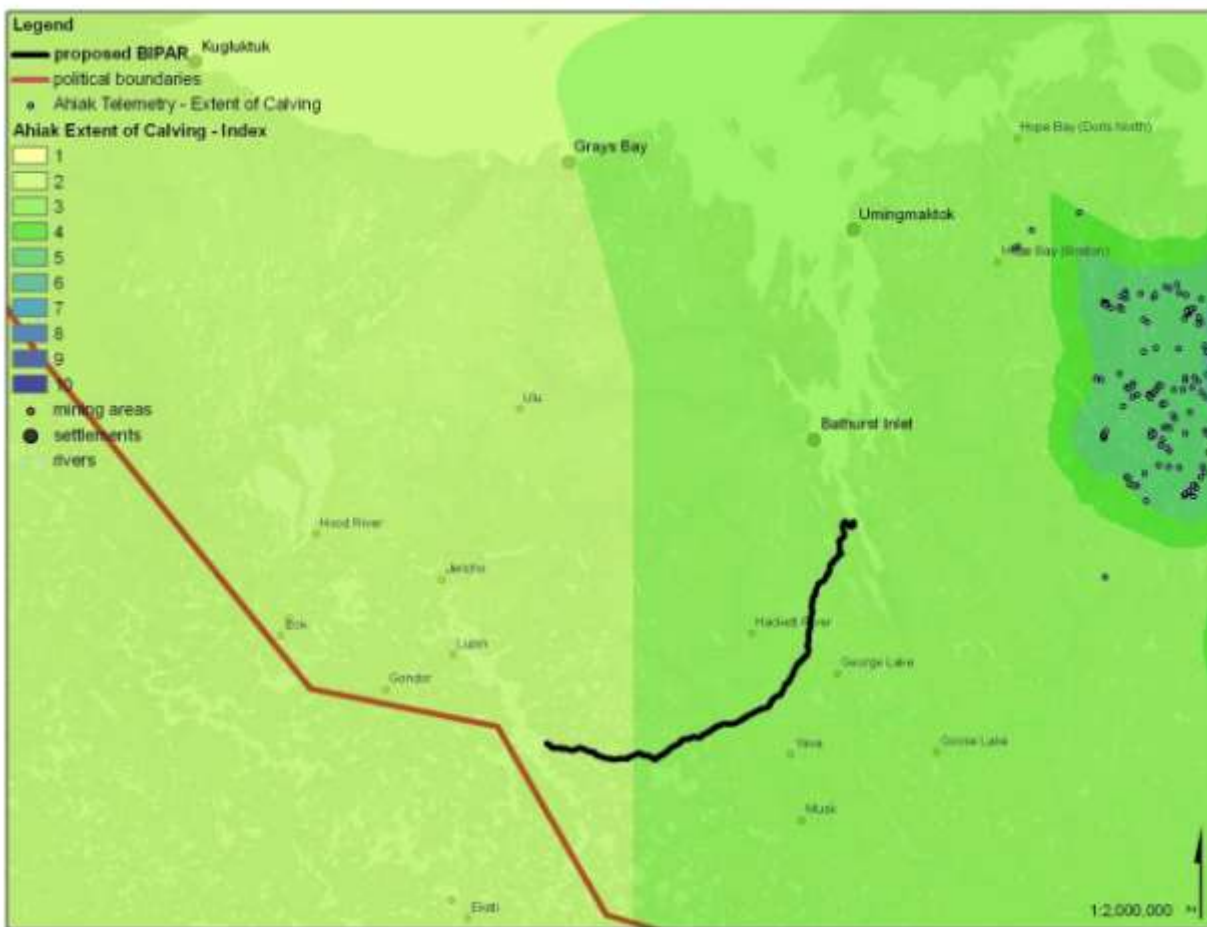 Legend
proposed BIPAR
political boundaries
Ahiak Telemetry - Extent of Calving
Ahiak Extent of Calving - Index
1
2
3
4
5
6
7
8
9
10
mining areas
settlements
rivers
Kugluktuk
Grays Bay
Hope Bay (Doris North)
Umingmaktok
Hope Bay (Boston)
Ulu
Bathurst Inlet
Hood River
Jericho
Hackett River
Lupin
George Lake
Gondor
Yava
Goose Lake
Musk
Ekati
1:2,000,000